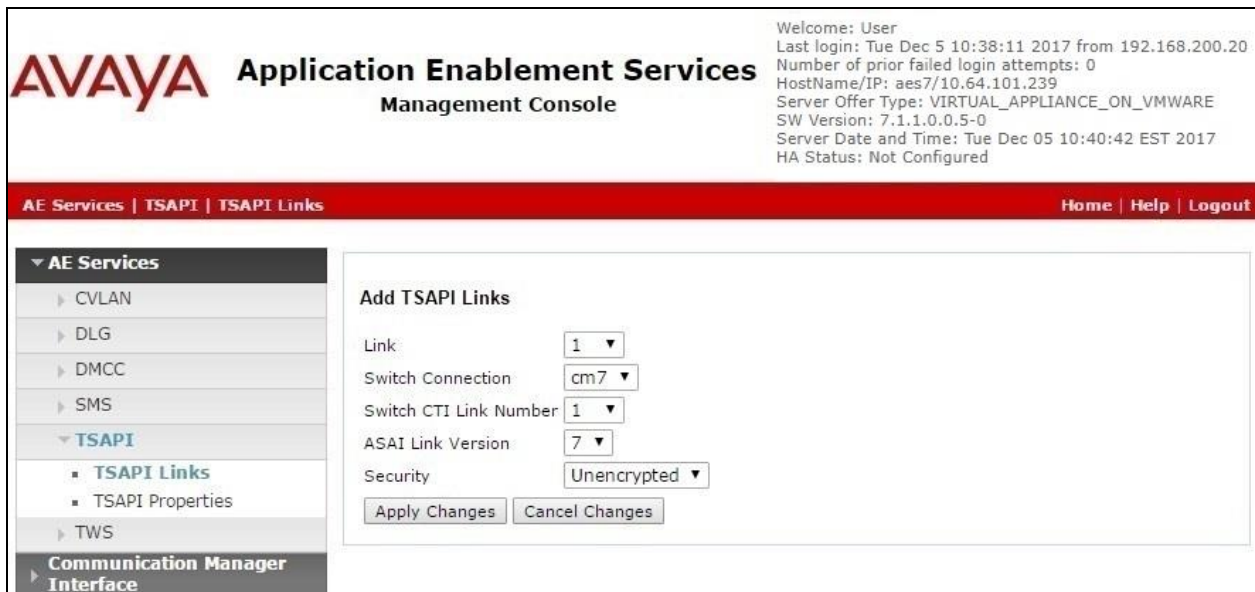 AVAYA
Application Enablement Services
Management Console
Welcome: User
Last login: Tue Dec 5 10:38:11 2017 from 192.168.200.20
Number of prior failed login attempts: 0
HostName/IP: aes7/10.64.101.239
Server Offer Type: VIRTUAL_APPLIANCE_ON_VMWARE
SW Version: 7.1.1.0.0.5-0
Server Date and Time: Tue Dec 05 10:40:42 EST 2017
HA Status: Not Configured
AE Services | TSAPI | TSAPI Links
Home | Help | Logout
AE Services
CVLAN
DLG
DMCC
SMS
TSAPI
TSAPI Links
TSAPI Properties
TWS
Communication Manager
Interface
Add TSAPI Links
Link 1
Switch Connection cm7
Switch CTI Link Number 1
ASAI Link Version 7
Security Unencrypted
Apply Changes Cancel Changes